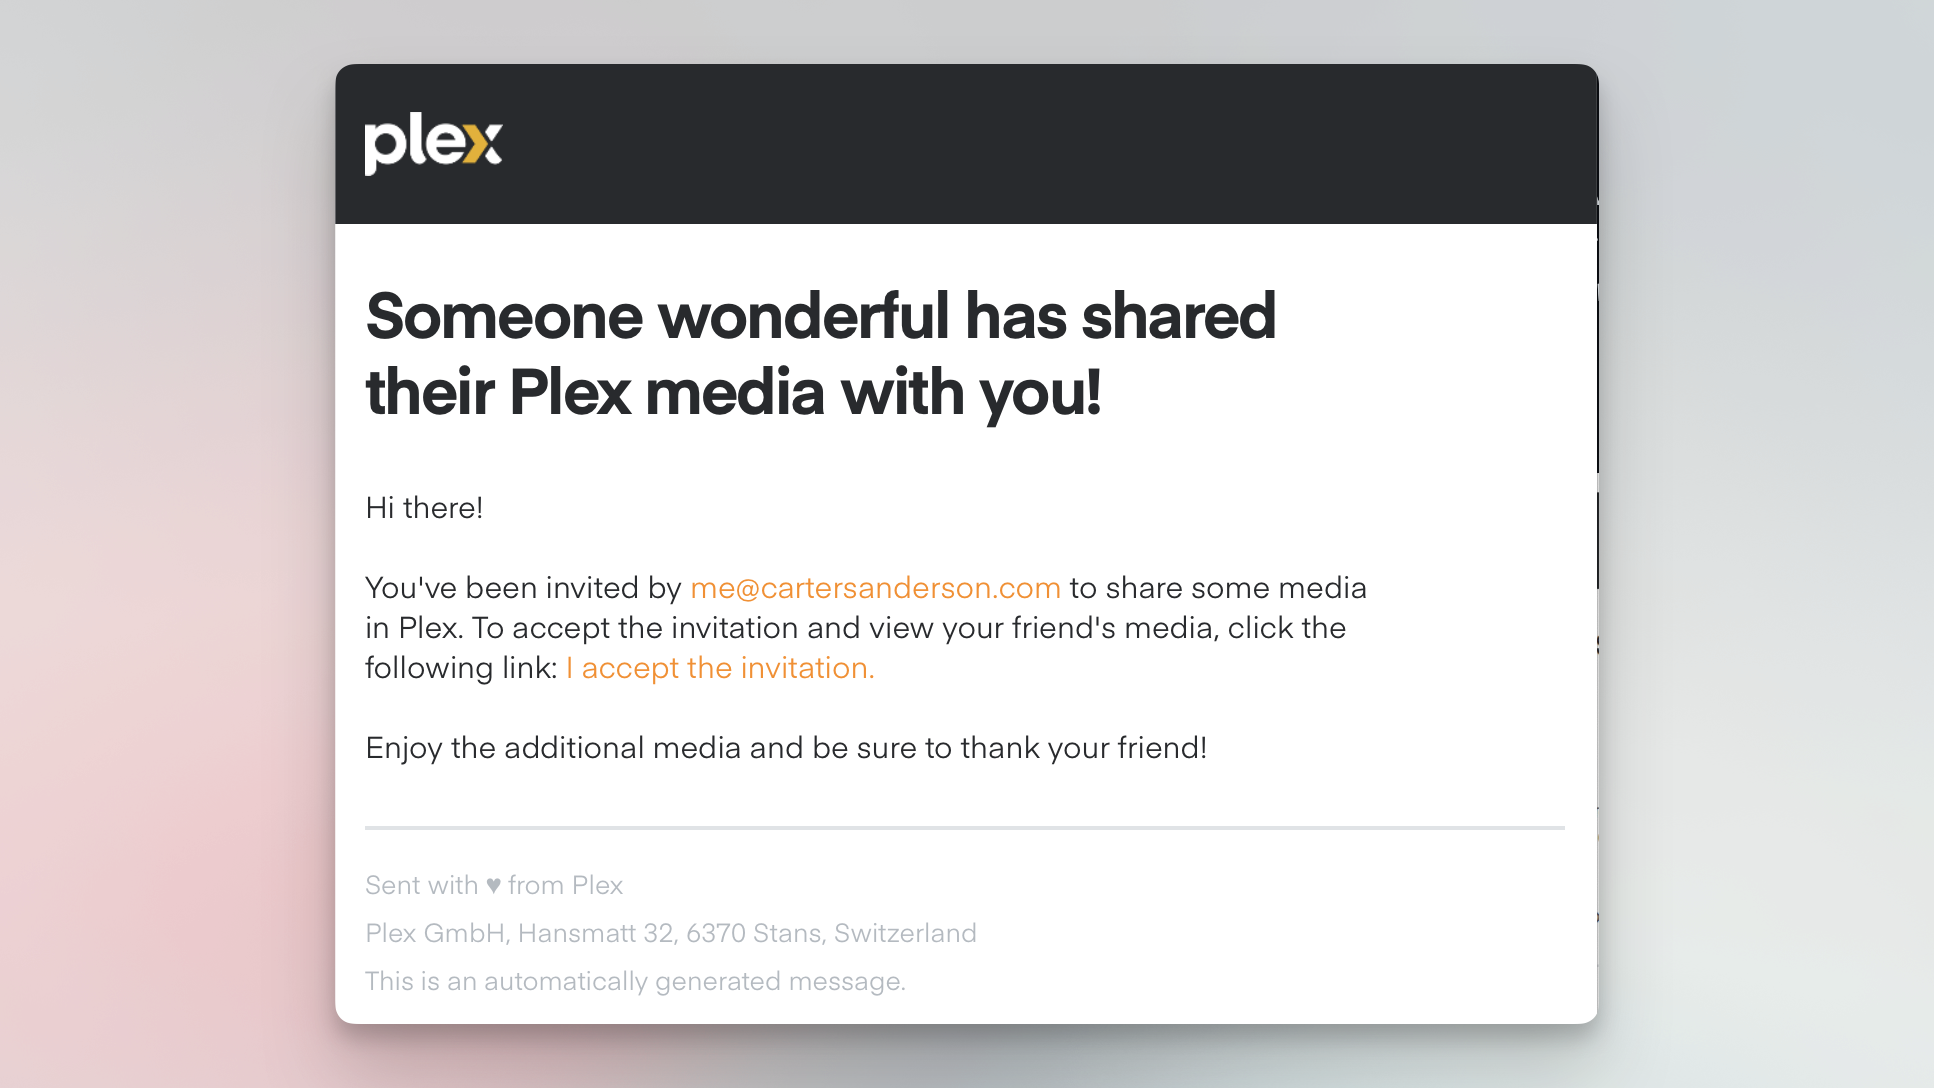 plex
Someone wonderful has shared
their Plex media with you!
Hi there!
You've been invited by me@cartersanderson.com to share some media
in Plex. To accept the invitation and view your friend's media, click the
following link: I accept the invitation.
Enjoy the additional media and be sure to thank your friend!
Sent with ♥ from Plex
Plex GmbH, Hansmatt 32, 6370 Stans, Switzerland
This is an automatically generated message.